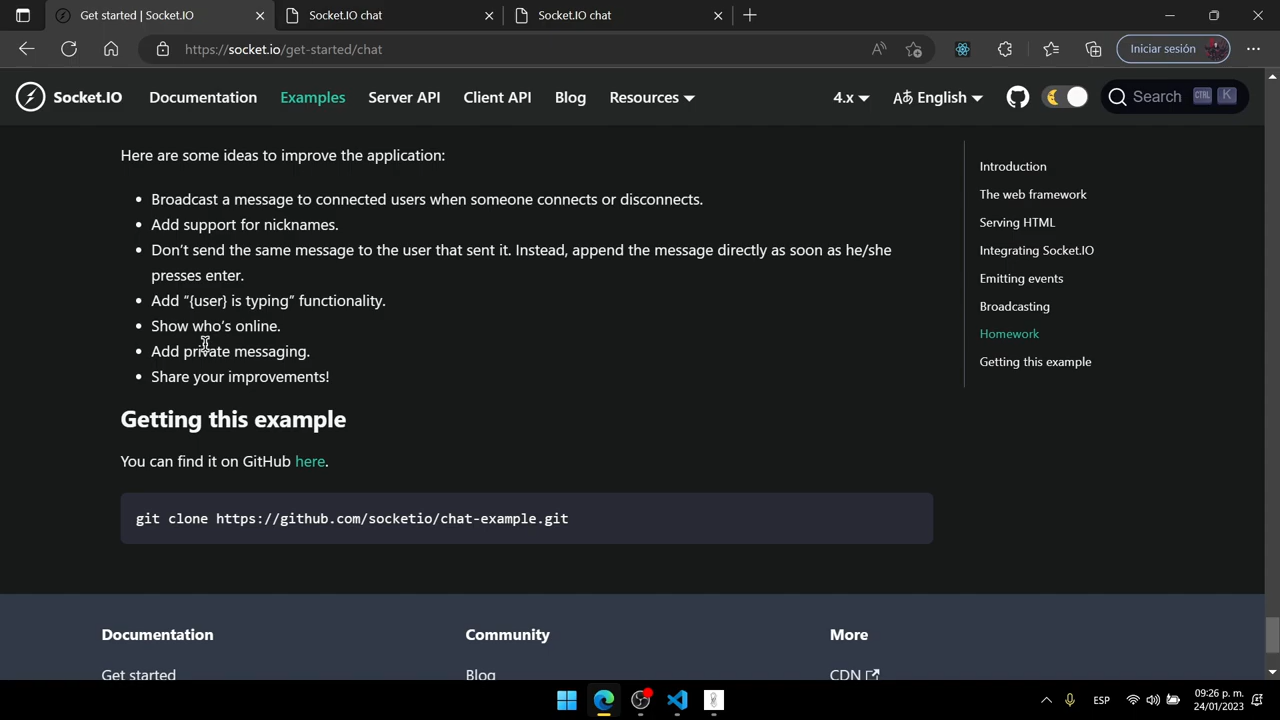 Get started | Socket.IO
Socket.IO chat
Socket.IO chat
https://socket.io/get-started/chat
Iniciar sesión
Socket.IO
Documentation
Examples
Server API
Client API
Blog
Resources
4.x
English
Search
CTRL
K
Here are some ideas to improve the application:
Broadcast a message to connected users when someone connects or disconnects.
Add support for nicknames.
Don’t send the same message to the user that sent it. Instead, append the message directly as soon as he/she
presses enter.
Add “{user} is typing” functionality.
Show who’s online.
Add private messaging.
Share your improvements!
Getting this example
You can find it on GitHub here.
git clone https://github.com/socketio/chat-example.git
Introduction
The web framework
Serving HTML
Integrating Socket.IO
Emitting events
Broadcasting
Homework
Getting this example
Documentation
Community
More
Get started
Blog
CDN
ESP
09:26 p. m.
24/01/2023